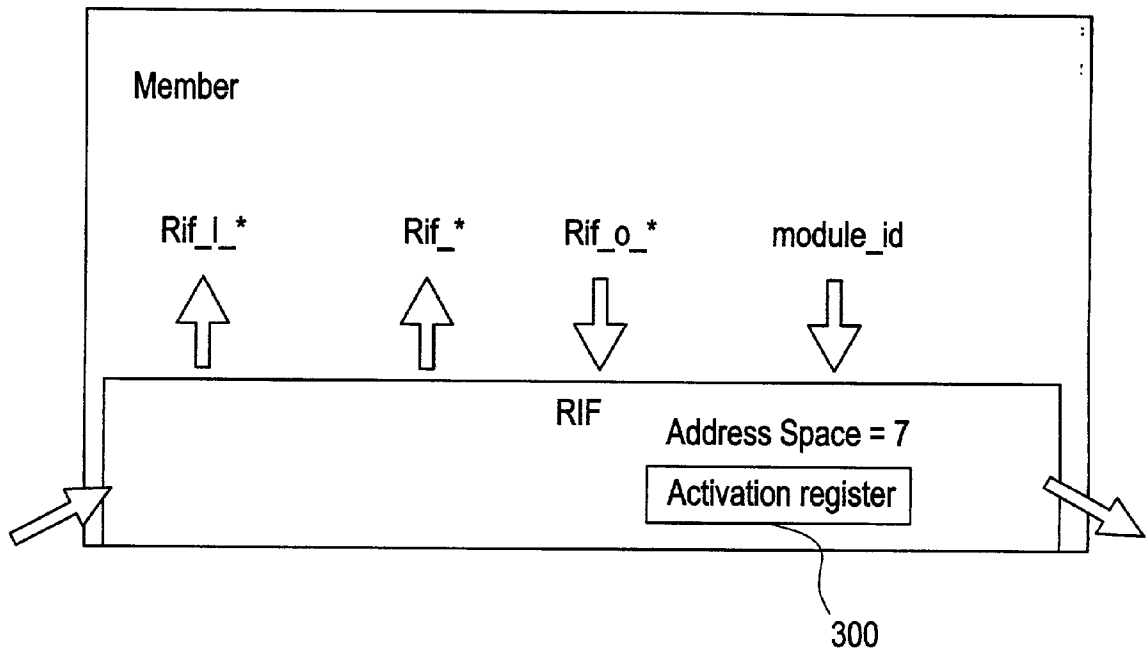 Member
Rif_I_* Rif_* Rif_o_* module_id
RIF
Address Space = 7
Activation register
300